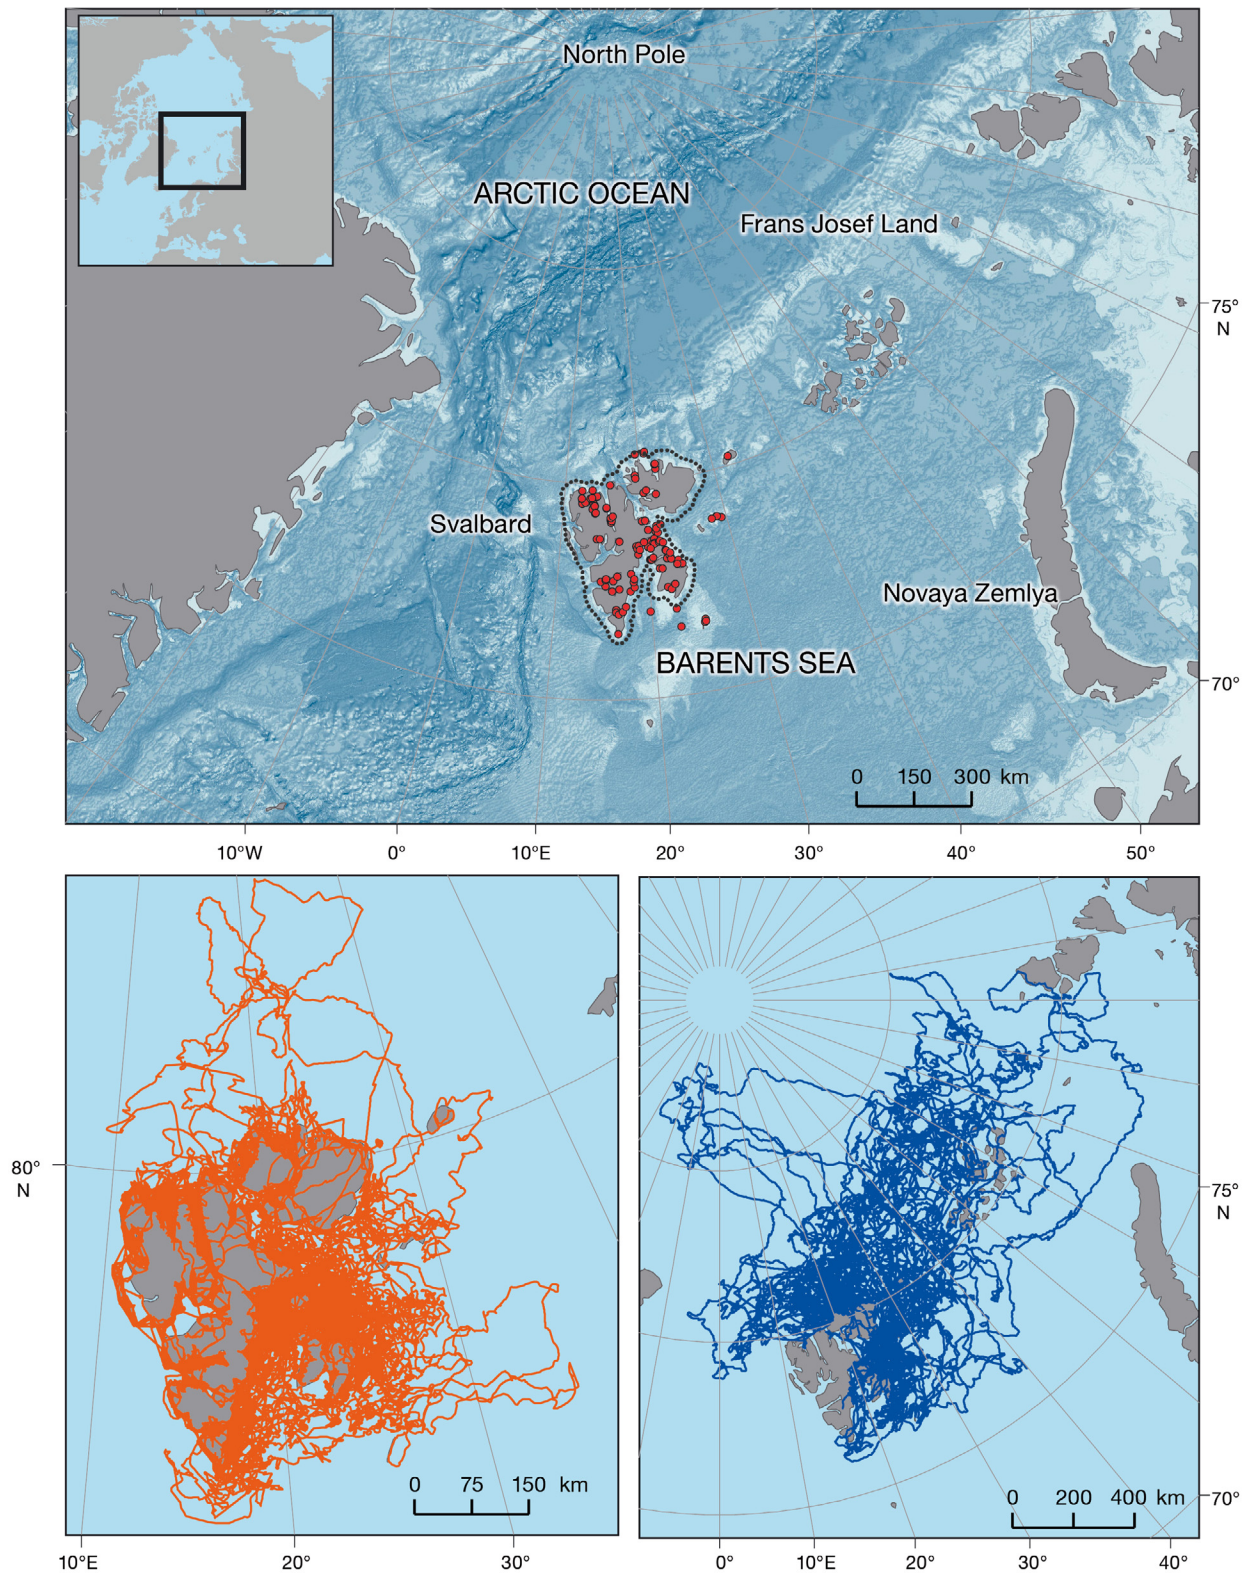 North Pole
ARCTIC OCEAN
Frans Josef Land
75°
N
Svalbard
Novaya Zemlya
BARENTS SEA
70°
0 150 300 km
10°W 0° 10°E 20° 30° 40° 50°
80°
N
75°
N
0 75 150 km
0 200 400 km
70°
10°E 20° 30°
0° 10°E 20° 30° 40°